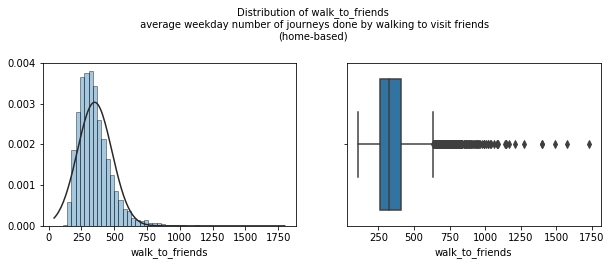 Distribution of walk_to_friends
average weekday number of journeys done by walking to visit friends
(home-based)
0.004
0.003
0.002
0.001
0.000
0 250 500 750 1000 1250 1500 1750
walk_to_friends
250 500 750 1000 1250 1500 1750
walk_to_friends